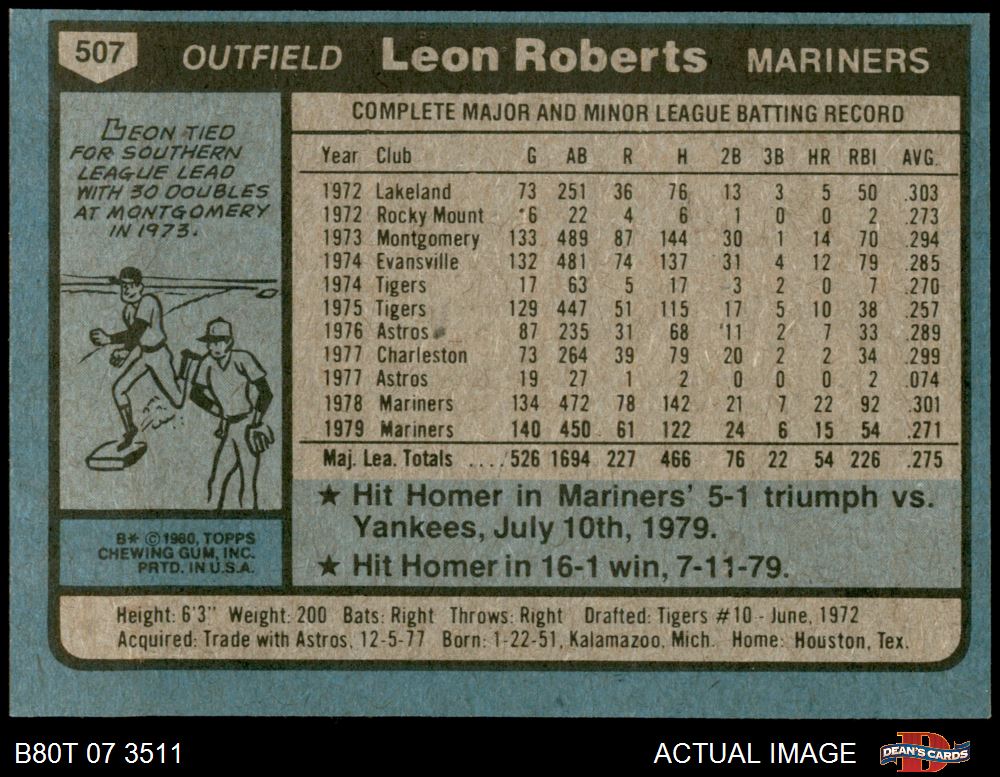 507 OUTFIELD Leon Roberts MARINERS
LEON TIED
FOR SOUTHERN
LEAGUE LEAD
WITH 30 DOUBLES
AT MONTGOMERY
IN 1973.
B* © 1980, TOPPS
CHEWING GUM, INC.
PRTD. IN U.S.A.
COMPLETE MAJOR AND MINOR LEAGUE BATTING RECORD
Year Club G AB R H 2B 3B HR RBI AVG.
1972 Lakeland 73 251 36 76 13 3 5 50 .303
1972 Rocky Mount 6 22 4 6 1 0 0 2 .273
1973 Montgomery 133 489 87 144 30 1 14 70 .294
1974 Evansville 132 481 74 137 31 4 12 79 .285
1974 Tigers 17 63 5 17 3 2 0 7 .270
1975 Tigers 129 447 51 115 17 5 10 38 .257
1976 Astros 87 235 31 68 11 2 7 33 .289
1977 Charleston 73 264 39 79 20 2 2 34 .299
1977 Astros 19 27 1 2 0 0 0 2 .074
1978 Mariners 134 472 78 142 21 7 22 92 .301
1979 Mariners 140 450 61 122 24 6 15 54 .271
Maj. Lea. Totals .... 526 1694 227 466 76 22 54 226 .275
★ Hit Homer in Mariners' 5-1 triumph vs.
Yankees, July 10th, 1979.
★ Hit Homer in 16-1 win, 7-11-79.
Height: 6'3" Weight: 200 Bats: Right Throws: Right Drafted: Tigers #10 - June, 1972
Acquired: Trade with Astros, 12-5-77 Born: 1-22-51, Kalamazoo, Mich. Home: Houston, Tex.
B80T 07 3511 ACTUAL IMAGE DEAN'S CARDS